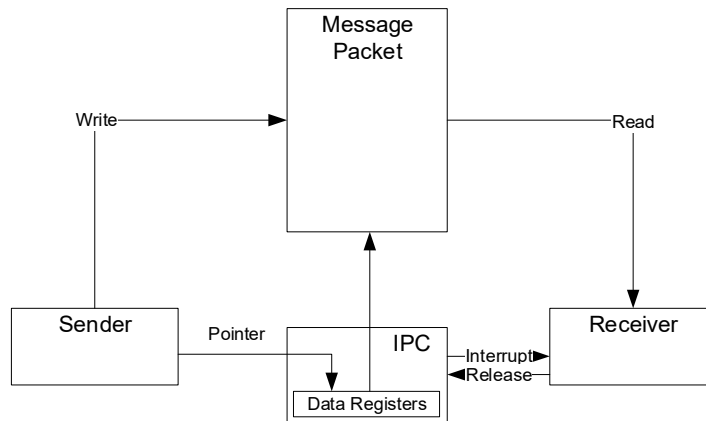 Message
Packet
Write
Read
Sender
Pointer
IPC
Receiver
Interrupt
Release
Data Registers